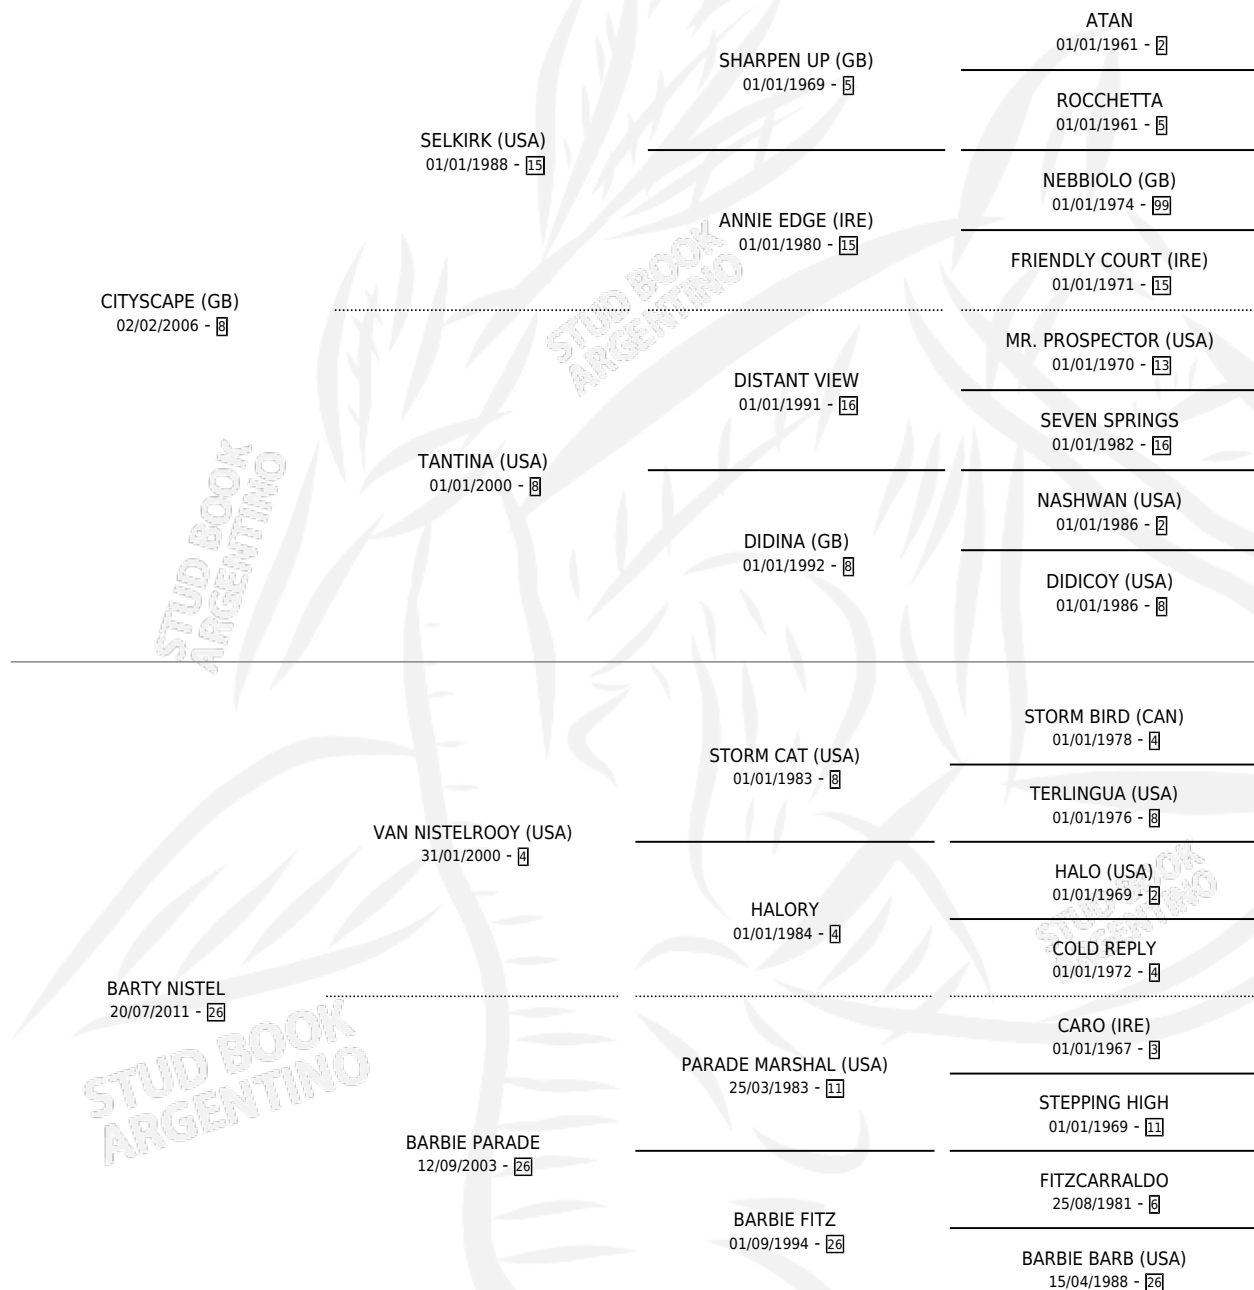 ATAN
01/01/1961 - 2
SHARPEN UP (GB)
01/01/1969 - 5
ROCCHETTA
01/01/1961 - 5
SELKIRK (USA)
01/01/1988 - 15
NEBBIOLO (GB)
01/01/1974 - 99
ANNIE EDGE (IRE)
01/01/1980 - 15
FRIENDLY COURT (IRE)
01/01/1971 - 15
CITYSCAPE (GB)
02/02/2006 - 8
STUD BOOK
ARGENTINO
MR. PROSPECTOR (USA)
01/01/1970 - 13
DISTANT VIEW
01/01/1991 - 16
SEVEN SPRINGS
01/01/1982 - 16
TANTINA (USA)
01/01/2000 - 8
NASHWAN (USA)
01/01/1986 - 2
DIDINA (GB)
01/01/1992 - 8
DIDICOY (USA)
01/01/1986 - 8
STUD BOOK
ARGENTINO
STORM BIRD (CAN)
01/01/1978 - 4
STORM CAT (USA)
01/01/1983 - 8
TERLINGUA (USA)
01/01/1976 - 8
VAN NISTELROOY (USA)
31/01/2000 - 4
HALO (USA)
01/01/1969 - 2
HALORY
01/01/1984 - 4
COLD REPLY
01/01/1972 - 4
STUD BOOK
ARGENTINO
BARTY NISTEL
20/07/2011 - 26
CARO (IRE)
01/01/1967 - 3
PARADE MARSHAL (USA)
25/03/1983 - 11
STEPPING HIGH
01/01/1969 - 11
STUD BOOK
ARGENTINO
BARBIE PARADE
12/09/2003 - 26
FITZCARRALDO
25/08/1981 - 6
BARBIE FITZ
01/09/1994 - 26
BARBIE BARB (USA)
15/04/1988 - 26